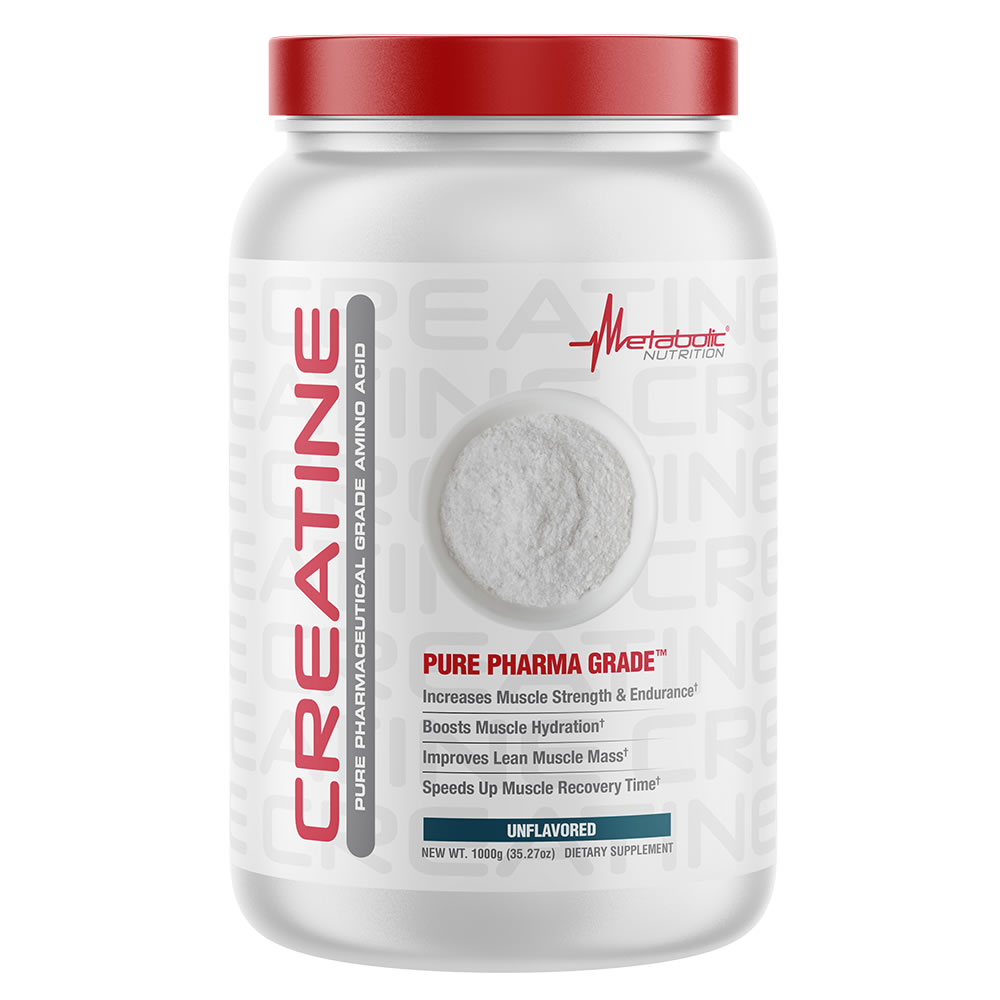 CREATINE
PURE PHARMACEUTICAL GRADE AMINO ACID
Metabolic®
NUTRITION
PURE PHARMA GRADE™
Increases Muscle Strength & Endurance†
Boosts Muscle Hydration†
Improves Lean Muscle Mass†
Speeds Up Muscle Recovery Time†
UNFLAVORED
NEW WT. 1000g (35.27oz) DIETARY SUPPLEMENT